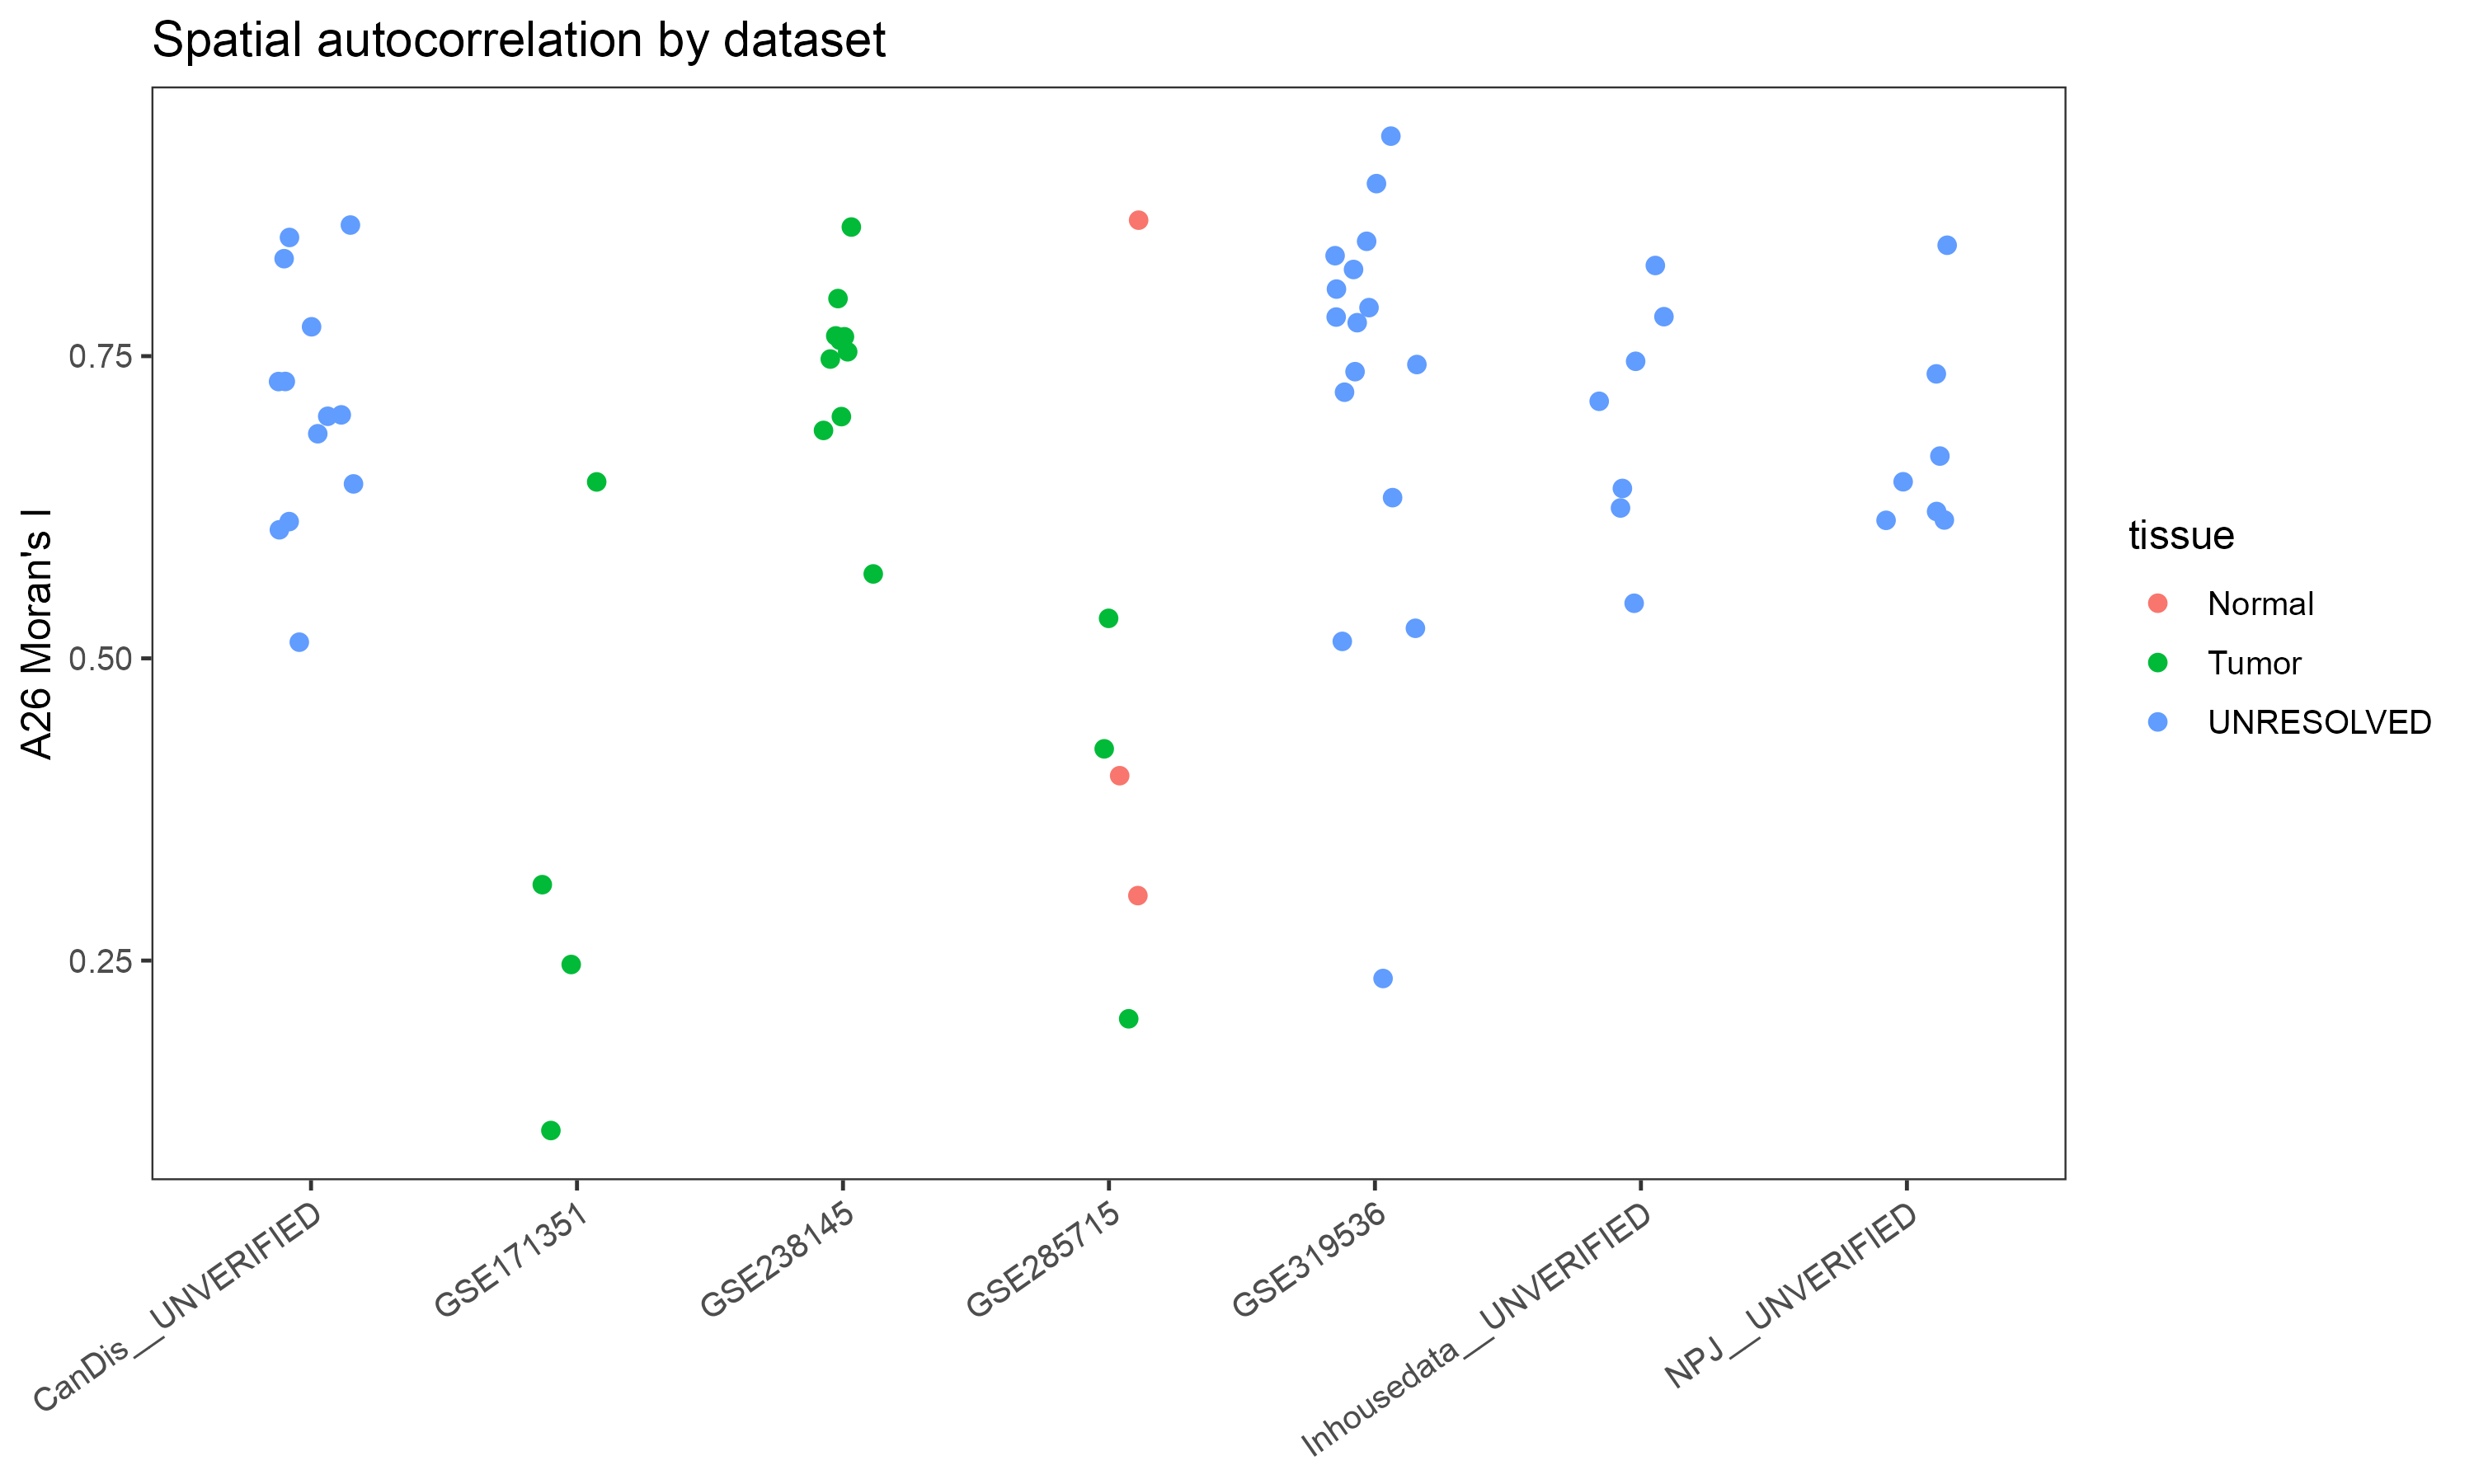 Spatial autocorrelation by dataset
A26 Moran's I
0.75
0.50
0.25
CanDis__UNVERIFIED
GSE177351
GSE238145
GSE285715
GSE319536
Inhousedata__UNVERIFIED
NPJ__UNVERIFIED
tissue
Normal
Tumor
UNRESOLVED